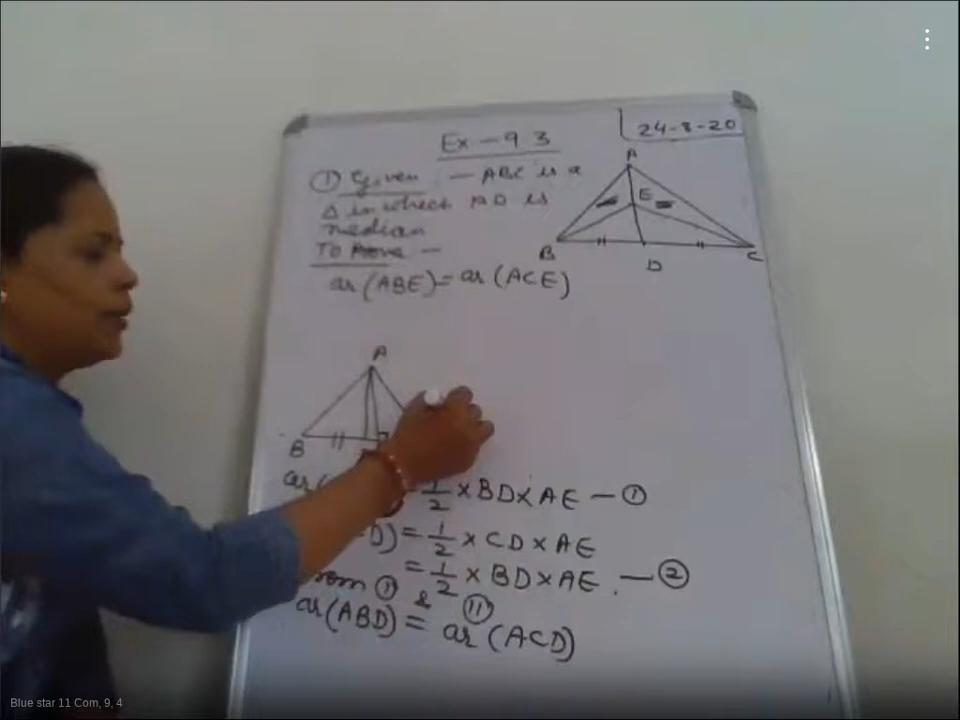 Ex - 9 3
24-8-20
① Given - ABC is a
Δ in which AD is
median
To Prove -
ar (ABE) = ar (ACE)
A
E
B
D
C
A
B
ar( 1/2 × BD × AE - ①
D) = 1/2 × CD × AE
= 1/2 × BD × AE . - ②
From ① & ⑪
ar (ABD) = ar (ACD)
Blue star 11 Com, 9, 4